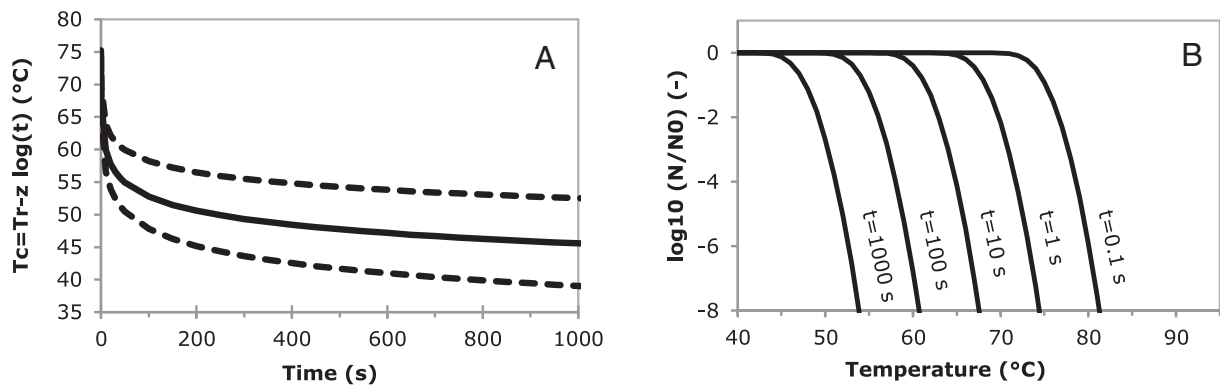 A
Tc=Tr-z log(t) (°C)
80
75
70
65
60
55
50
45
40
35
0
200
400
600
800
1000
Time (s)
B
log10 (N/N0) (-)
0
-2
-4
-6
-8
t=1000 s
t=100 s
t=10 s
t=1 s
t=0.1 s
40
50
60
70
80
90
Temperature (°C)